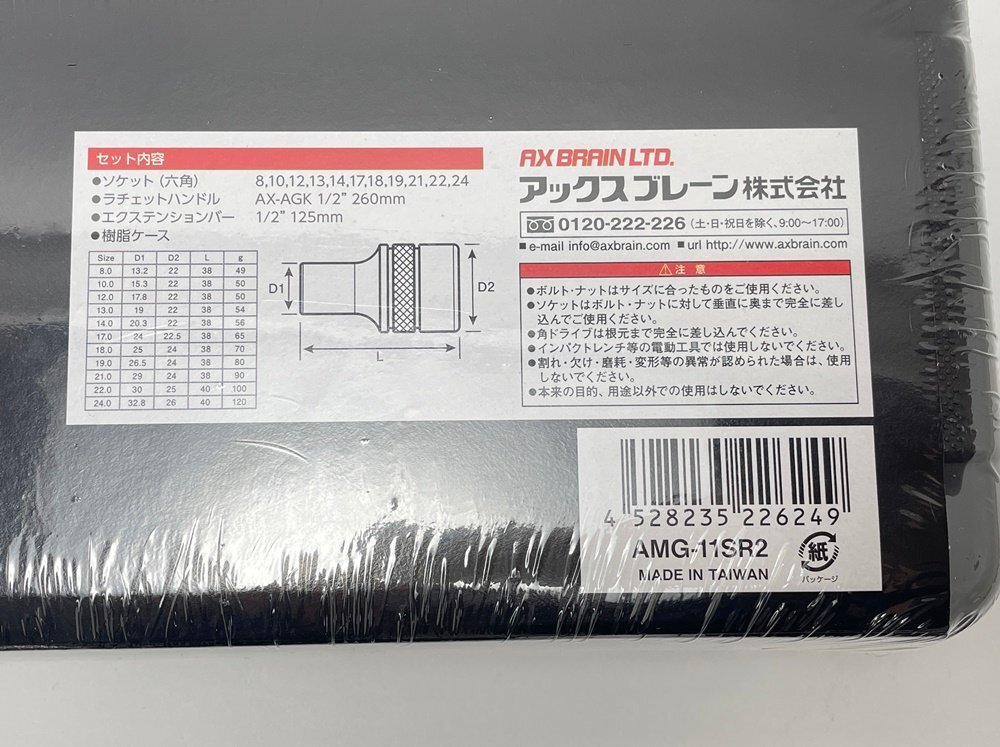 セット内容
●ソケット（六角） 8,10,12,13,14,17,18,19,21,22,24
●ラチェットハンドル AX-AGK 1/2” 260mm
●エクステンションバー 1/2” 125mm
●樹脂ケース
Size D1 D2 L g
8.0 13.2 22 38 49
10.0 15.3 22 38 50
12.0 17.8 22 38 50
13.0 19 22 38 54
14.0 20.3 22 38 56
17.0 24 22.5 38 65
18.0 25 24 38 70
19.0 26.5 24 38 80
21.0 29 24 38 90
22.0 30 25 40 100
24.0 32.8 26 40 120
D1
D2
L
AX BRAIN LTD.
アックスブレーン株式会社
0120-222-226（土・日・祝日を除く、9:00〜17:00）
■e-mail info@axbrain.com ■url http://www.axbrain.com
⚠注 意
●ボルト・ナットはサイズに合ったものをご使用ください。
●ソケットはボルト・ナットに対して垂直に奥まで完全に差し
込んでご使用ください。
●角ドライブは根元まで完全に差し込んでください。
●インパクトレンチ等の電動工具では使用しないでください。
●割れ・欠け・磨耗・変形等の異常が認められた場合は、使用
しないでください。
●本来の目的、用途以外での使用はしないでください。
4 528235 226249
AMG-11SR2
MADE IN TAIWAN
紙
パッケージ